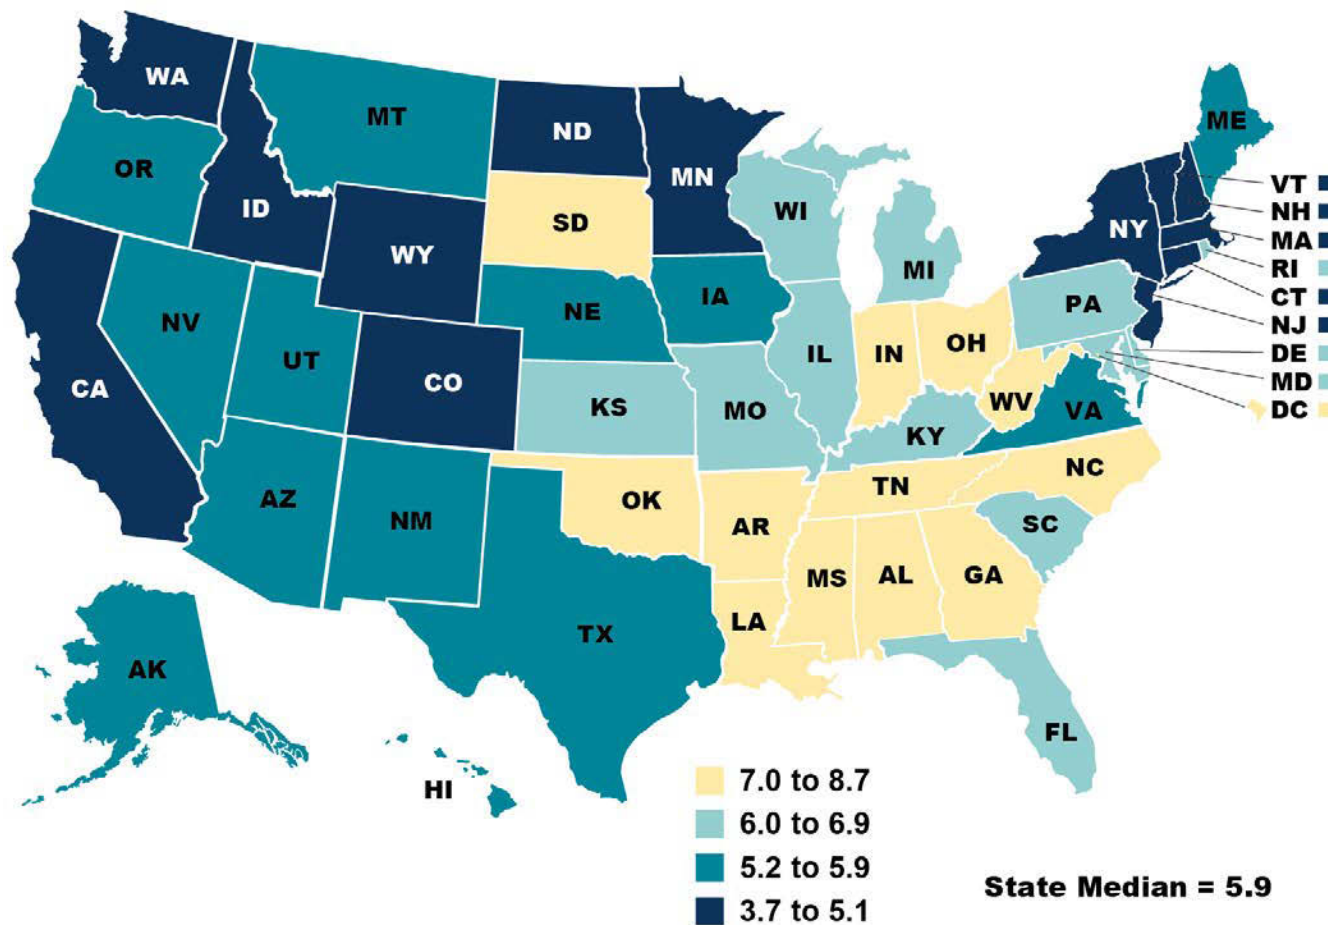 WA
MT
ME
ND
OR
MN
VT
ID
SD
WI
NH
NY
WY
MA
MI
RI
IA
CT
PA
NE
NV
NJ
OH
IN
IL
UT
DE
CA
CO
MD
WV
KS
MO
VA
DC
KY
NC
TN
AZ
OK
NM
AR
SC
MS
AL
GA
LA
TX
AK
FL
HI
7.0 to 8.7
6.0 to 6.9
5.2 to 5.9
3.7 to 5.1
State Median = 5.9